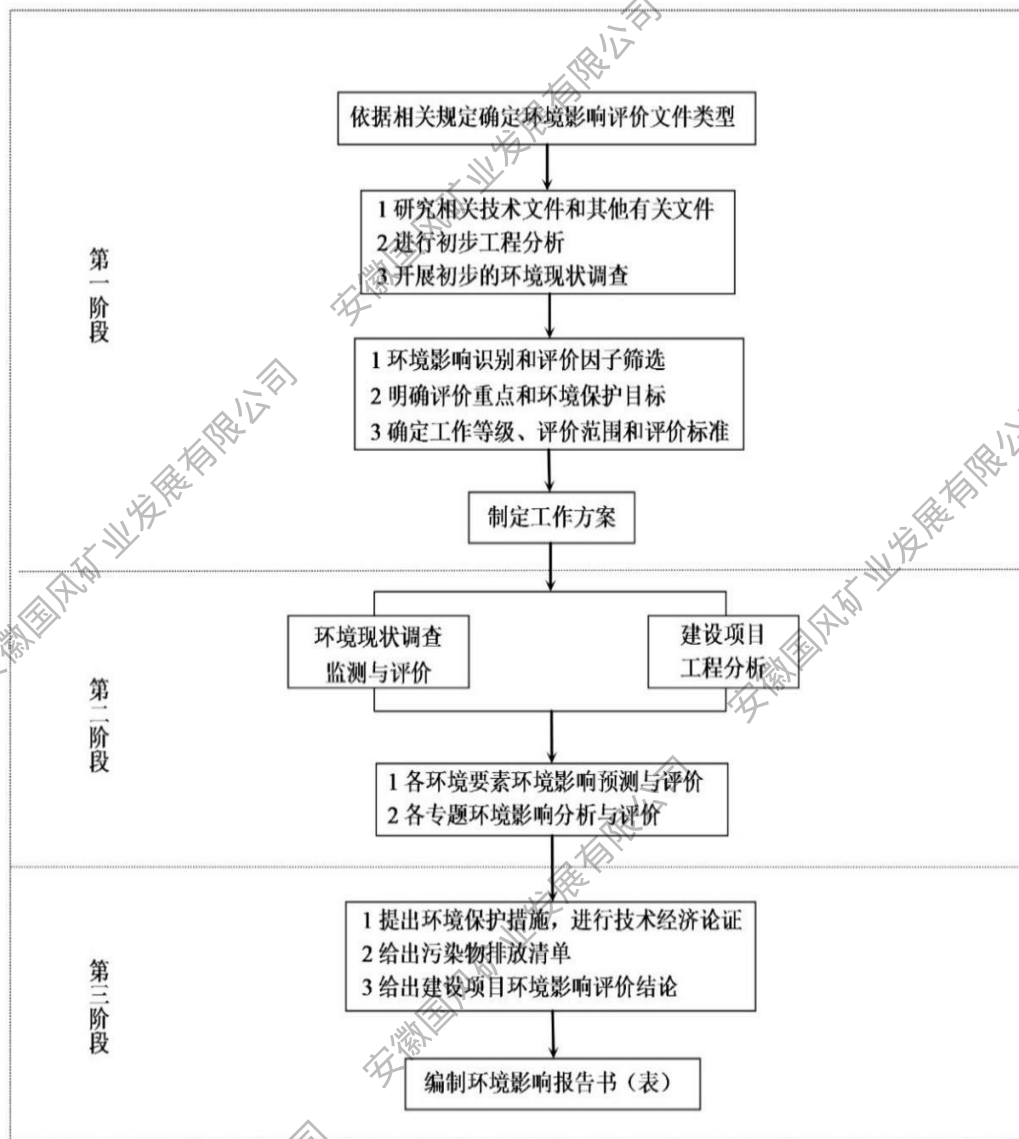 依据相关规定确定环境影响评价文件类型
1 研究相关技术文件和其他有关文件
2 进行初步工程分析
3 开展初步的环境现状调查
第一阶段
1 环境影响识别和评价因子筛选
2 明确评价重点和环境保护目标
3 确定工作等级、评价范围和评价标准
制定工作方案
环境现状调查
监测与评价
建设项目
工程分析
第二阶段
1 各环境要素环境影响预测与评价
2 各专题环境影响分析与评价
1 提出环境保护措施，进行技术经济论证
2 给出污染物排放清单
3 给出建设项目环境影响评价结论
第三阶段
编制环境影响报告书（表）
安徽国风矿业发展有限公司
安徽国风矿业发展有限公司
安徽国风矿业发展有限公司
安徽国风矿业发展有限公司